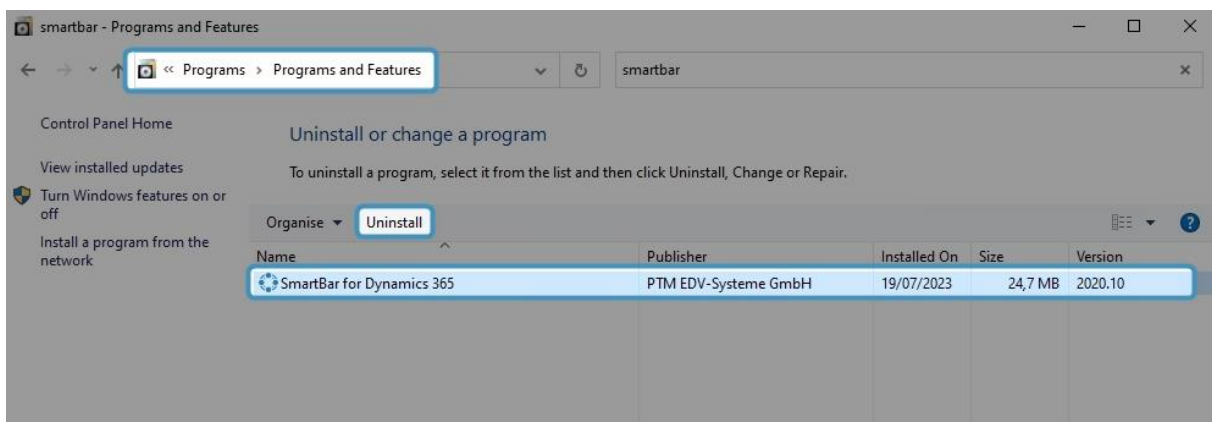 smartbar - Programs and Features
« Programs > Programs and Features
smartbar
Control Panel Home
View installed updates
Turn Windows features on or
off
Install a program from the
network
Uninstall or change a program
To uninstall a program, select it from the list and then click Uninstall, Change or Repair.
Organise Uninstall
Name Publisher Installed On Size Version
SmartBar for Dynamics 365 PTM EDV-Systeme GmbH 19/07/2023 24,7 MB 2020.10